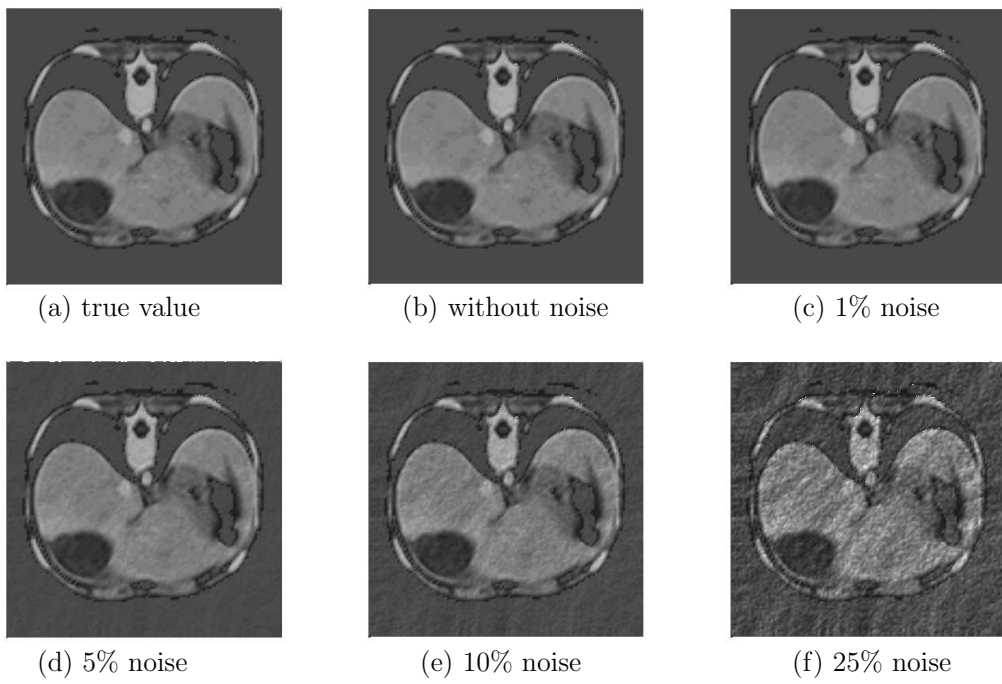 (a) true value
(b) without noise
(c) 1% noise
(d) 5% noise
(e) 10% noise
(f) 25% noise